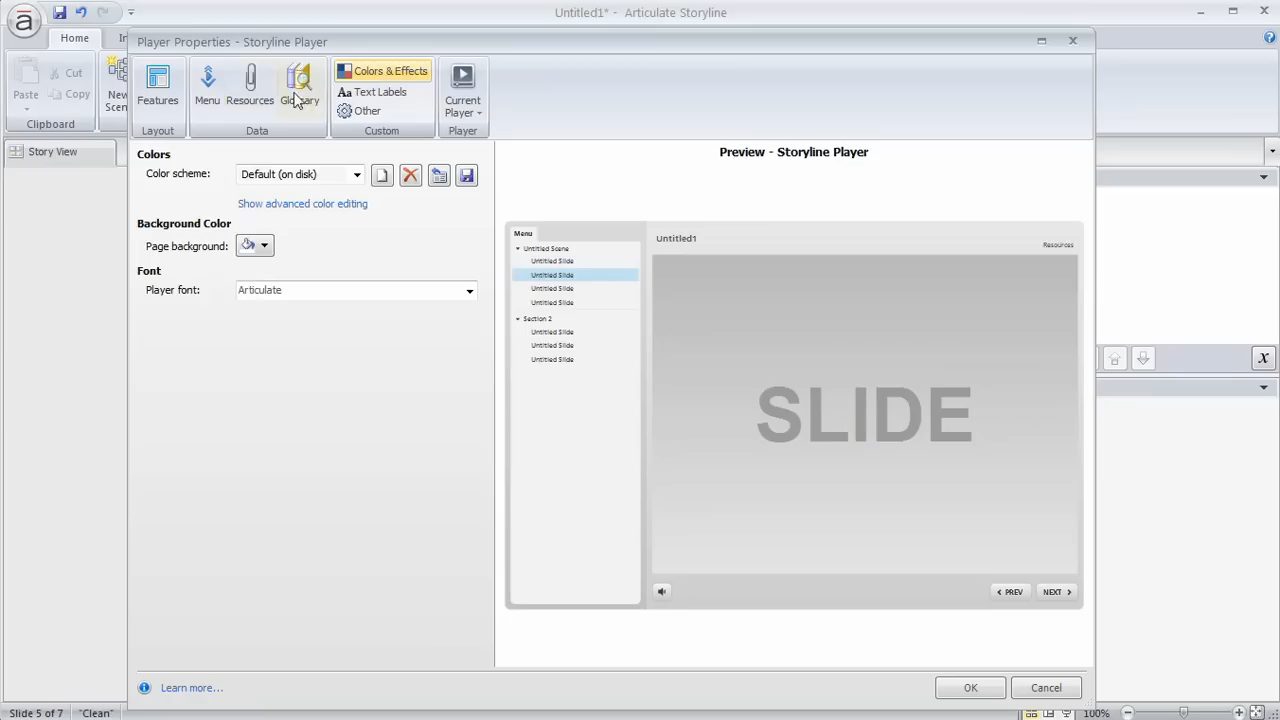 Untitled1* - Articulate Storyline
Home
In
Paste
Cut
Copy
Clipboard
New
Scen
Story View
Player Properties - Storyline Player
Features
Layout
Menu
Resources
Glossary
Data
Colors & Effects
Aa Text Labels
Other
Custom
Current
Player
Player
Colors
Color scheme:
Default (on disk)
Show advanced color editing
Background Color
Page background:
Font
Player font:
Articulate
Preview - Storyline Player
Menu
Untitled Scene
Untitled Slide
Untitled Slide
Untitled Slide
Untitled Slide
Section 2
Untitled Slide
Untitled Slide
Untitled Slide
Untitled1
Resources
SLIDE
PREV
NEXT
Learn more...
OK
Cancel
Slide 5 of 7
"Clean"
100%